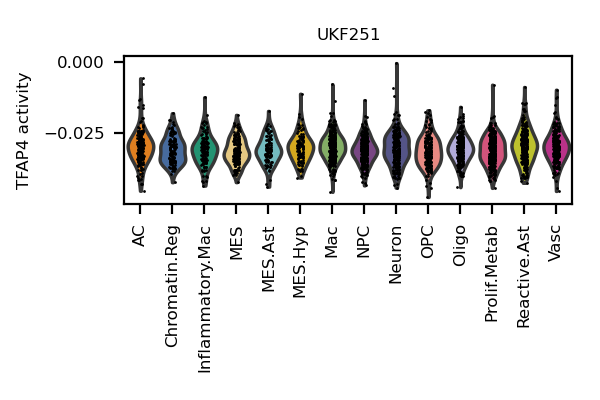 UKF251
TFAP4 activity
0.000
−0.025
AC
Chromatin.Reg
Inflammatory.Mac
MES
MES.Ast
MES.Hyp
Mac
NPC
Neuron
OPC
Oligo
Prolif.Metab
Reactive.Ast
Vasc